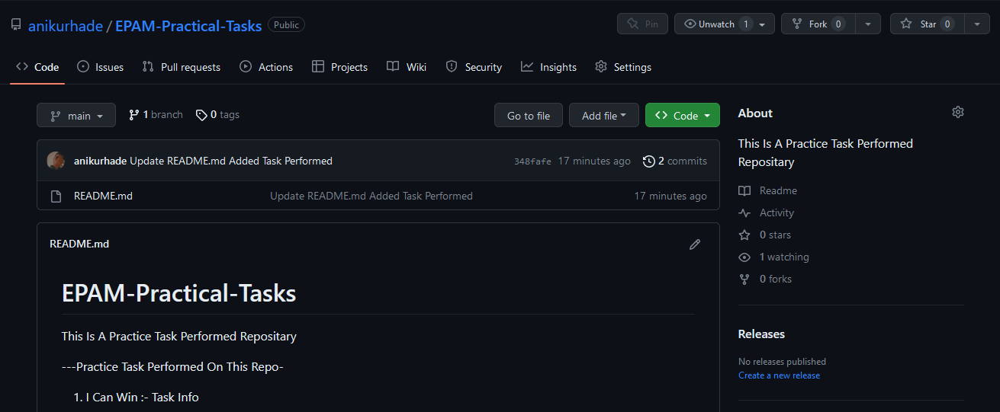 anikurhade / EPAM-Practical-Tasks Public Pin Unwatch 1 Fork 0 Star 0
Code Issues Pull requests Actions Projects Wiki Security Insights Settings
main 1 branch 0 tags Go to file Add file Code
anikurhade Update README.md Added Task Performed 348fafe 17 minutes ago 2 commits
README.md Update README.md Added Task Performed 17 minutes ago
README.md
EPAM-Practical-Tasks
This Is A Practice Task Performed Repositary
---Practice Task Performed On This Repo-
1. I Can Win :- Task Info
About
This Is A Practice Task Performed
Repositary
Readme
Activity
0 stars
1 watching
0 forks
Releases
No releases published
Create a new release